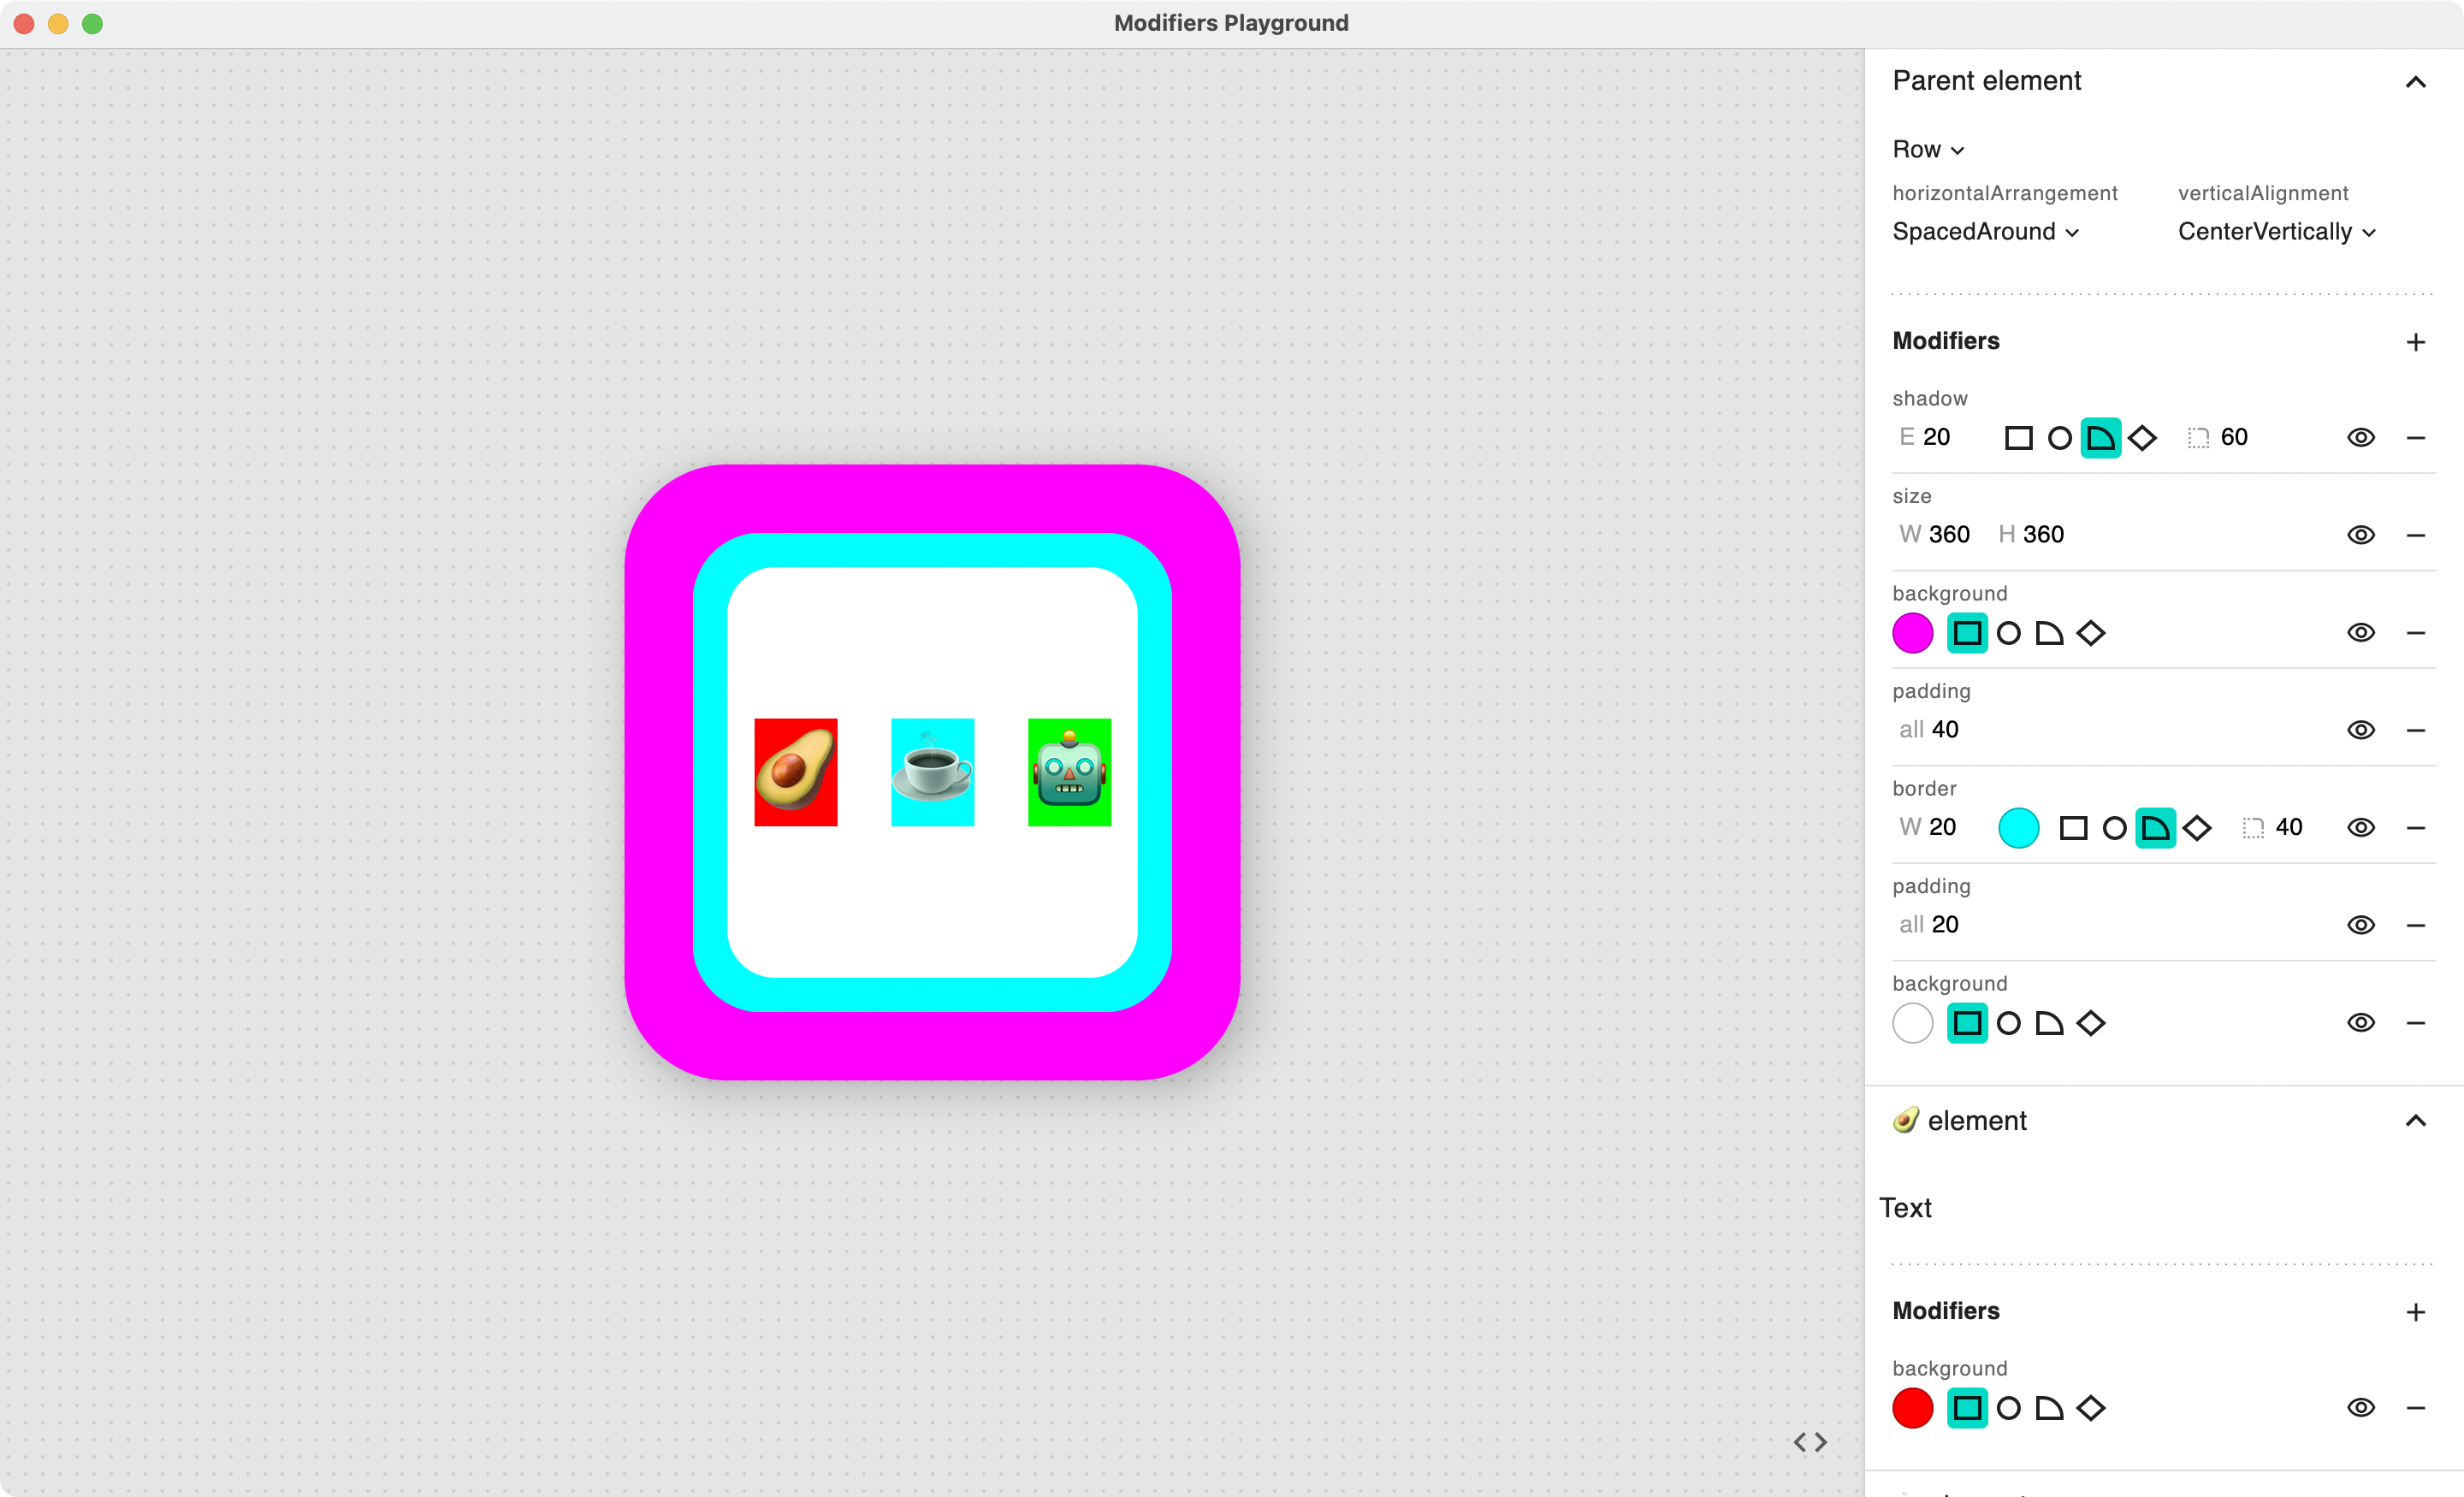 Modifiers Playground
Parent element
Row
horizontalArrangement verticalAlignment
SpacedAround CenterVertically
Modifiers
shadow
E 20 60
size
W 360 H 360
background
padding
all 40
border
W 20 40
padding
all 20
background
element
Text
Modifiers
background